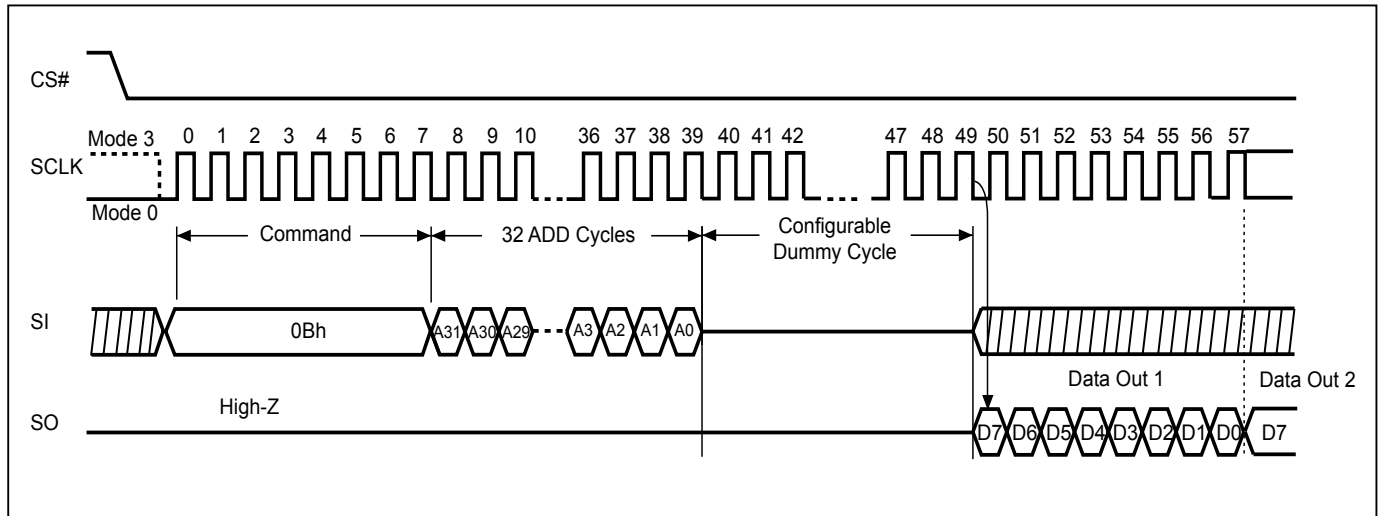 CS#
Mode 3 0 1 2 3 4 5 6 7 8 9 10 36 37 38 39 40 41 42 47 48 49 50 51 52 53 54 55 56 57
SCLK
Mode 0
Command 32 ADD Cycles Configurable
Dummy Cycle
SI 0Bh A31 A30 A29 A3 A2 A1 A0
Data Out 1 Data Out 2
High-Z
SO D7 D6 D5 D4 D3 D2 D1 D0 D7